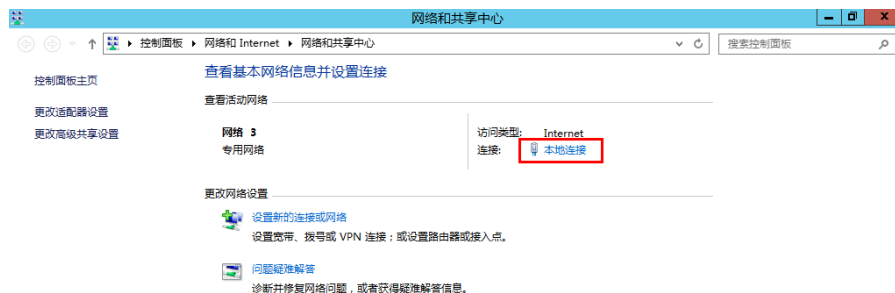 网络和共享中心
控制面板 网络和 Internet 网络和共享中心
搜索控制面板
控制面板主页
更改适配器设置
更改高级共享设置
查看基本网络信息并设置连接
查看活动网络
网络 3
专用网络
访问类型: Internet
连接: 本地连接
更改网络设置
设置新的连接或网络
设置宽带、拨号或 VPN 连接；或设置路由器或接入点。
问题疑难解答
诊断并修复网络问题，或者获得疑难解答信息。